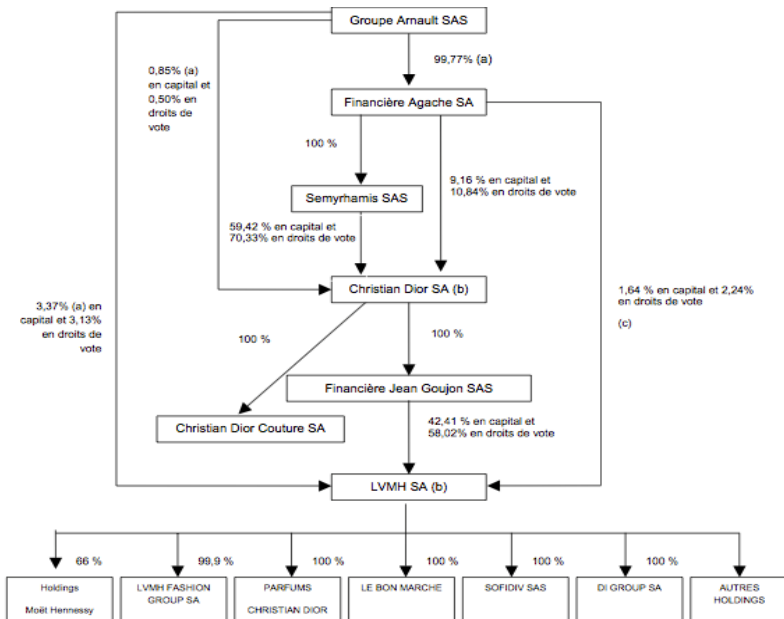 Groupe Arnault SAS
0,85% (a)
en capital et
0,50% en
droits de
vote
99,77% (a)
Financière Agache SA
100 %
9,16 % en capital et
10,84% en droits de vote
Semyrhamis SAS
59,42 % en capital et
70,33% en droits de vote
Christian Dior SA (b)
3,37% (a) en
capital et 3,13%
en droits de
vote
1,64 % en capital et 2,24%
en droits de vote
(c)
100 %
100 %
Financière Jean Goujon SAS
Christian Dior Couture SA
42,41 % en capital et
58,02% en droits de vote
LVMH SA (b)
66 %
99,9 %
100 %
100 %
100 %
100 %
Holdings
Moët Hennessy
LVMH FASHION
GROUP SA
PARFUMS
CHRISTIAN DIOR
LE BON MARCHE
SOFIDIV SAS
DI GROUP SA
AUTRES
HOLDINGS